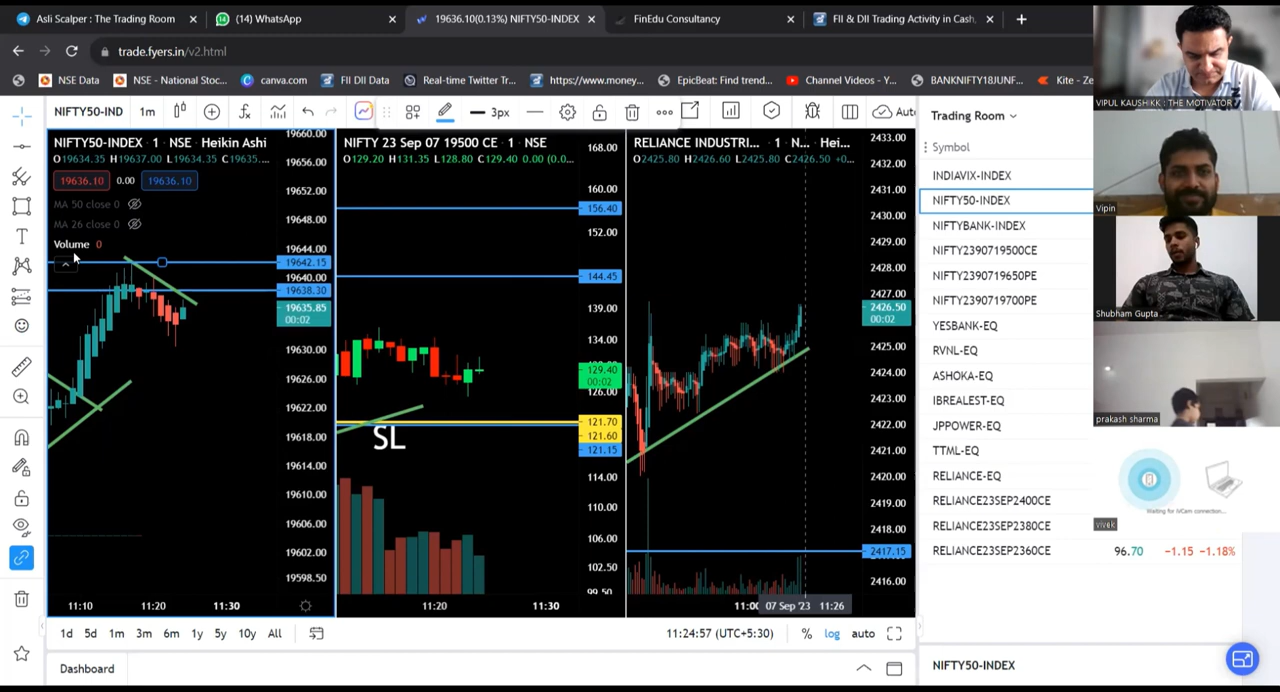 Asli Scalper : The Trading Room
(14) WhatsApp
19636.10(0.13%) NIFTY50-INDEX
FinEdu Consultancy
FII & DII Trading Activity in Cash,
trade.fyers.in/v2.html
NSE Data
NSE - National Stoc...
canva.com
FII DII Data
Real-time Twitter Tr...
https://www.money...
EpicBeat: Find trend...
Channel Videos - Y...
BANKNIFTY18JUNF...
Kite - Ze
VIPUL KAUSHIKK : THE MOTIVATOR
NIFTY50-IND
1m
3px
Auto
Trading Room
NIFTY50-INDEX · 1 · NSE · Heikin Ashi
O19634.35 H19637.00 L19634.35 C19635....
19636.10 0.00 19636.10
MA 50 close 0
MA 26 close 0
Volume 0
19660.00
19656.00
19652.00
19648.00
19644.00
19642.15
19640.00
19638.30
19635.85
00:02
19630.00
19626.00
19622.00
19618.00
19614.00
19610.00
19606.00
19602.00
19598.50
11:10
11:20
11:30
NIFTY 23 Sep 07 19500 CE · 1 · NSE
O129.20 H131.35 L128.80 C129.40 0.00 (0.0...
168.00
160.00
156.40
152.00
144.45
139.00
134.00
129.40
00:02
126.00
121.70
121.60
121.15
114.00
110.00
106.00
102.50
99.50
SL
11:20
11:30
RELIANCE INDUSTRI... · 1 · N... · Hei...
O2425.80 H2426.60 L2425.80 C2426.50 +0...
2433.00
2432.00
2431.00
2430.00
2429.00
2428.00
2427.00
2426.50
00:02
2425.00
2424.00
2423.00
2422.00
2421.00
2420.00
2419.00
2418.00
2417.15
2416.00
11:00
07 Sep '23 11:26
Symbol
INDIAVIX-INDEX
NIFTY50-INDEX
NIFTYBANK-INDEX
NIFTY2390719500CE
NIFTY2390719650PE
NIFTY2390719700PE
YESBANK-EQ
RVNL-EQ
ASHOKA-EQ
IBREALEST-EQ
JPPOWER-EQ
TTML-EQ
RELIANCE-EQ
RELIANCE23SEP2400CE
RELIANCE23SEP2380CE
RELIANCE23SEP2360CE 96.70 -1.15 -1.18%
Vipin
Shubham Gupta
prakash sharma
Waiting for iVCam connection...
vivek
1d 5d 1m 3m 6m 1y 5y 10y All
11:24:57 (UTC+5:30)
% log auto
Dashboard
NIFTY50-INDEX